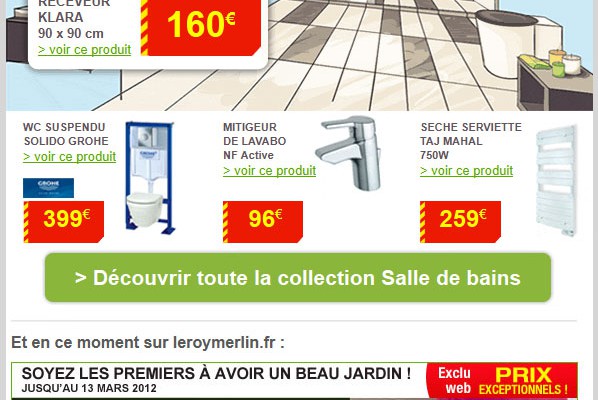 RECEVEUR
KLARA
90 x 90 cm
> voir ce produit
160€
WC SUSPENDU
SOLIDO GROHE
> voir ce produit
GROHE
399€
MITIGEUR
DE LAVABO
NF Active
> voir ce produit
96€
SECHE SERVIETTE
TAJ MAHAL
750W
> voir ce produit
259€
> Découvrir toute la collection Salle de bains
Et en ce moment sur leroymerlin.fr :
SOYEZ LES PREMIERS À AVOIR UN BEAU JARDIN !
JUSQU'AU 13 MARS 2012
Exclu
web
PRIX
EXCEPTIONNELS !